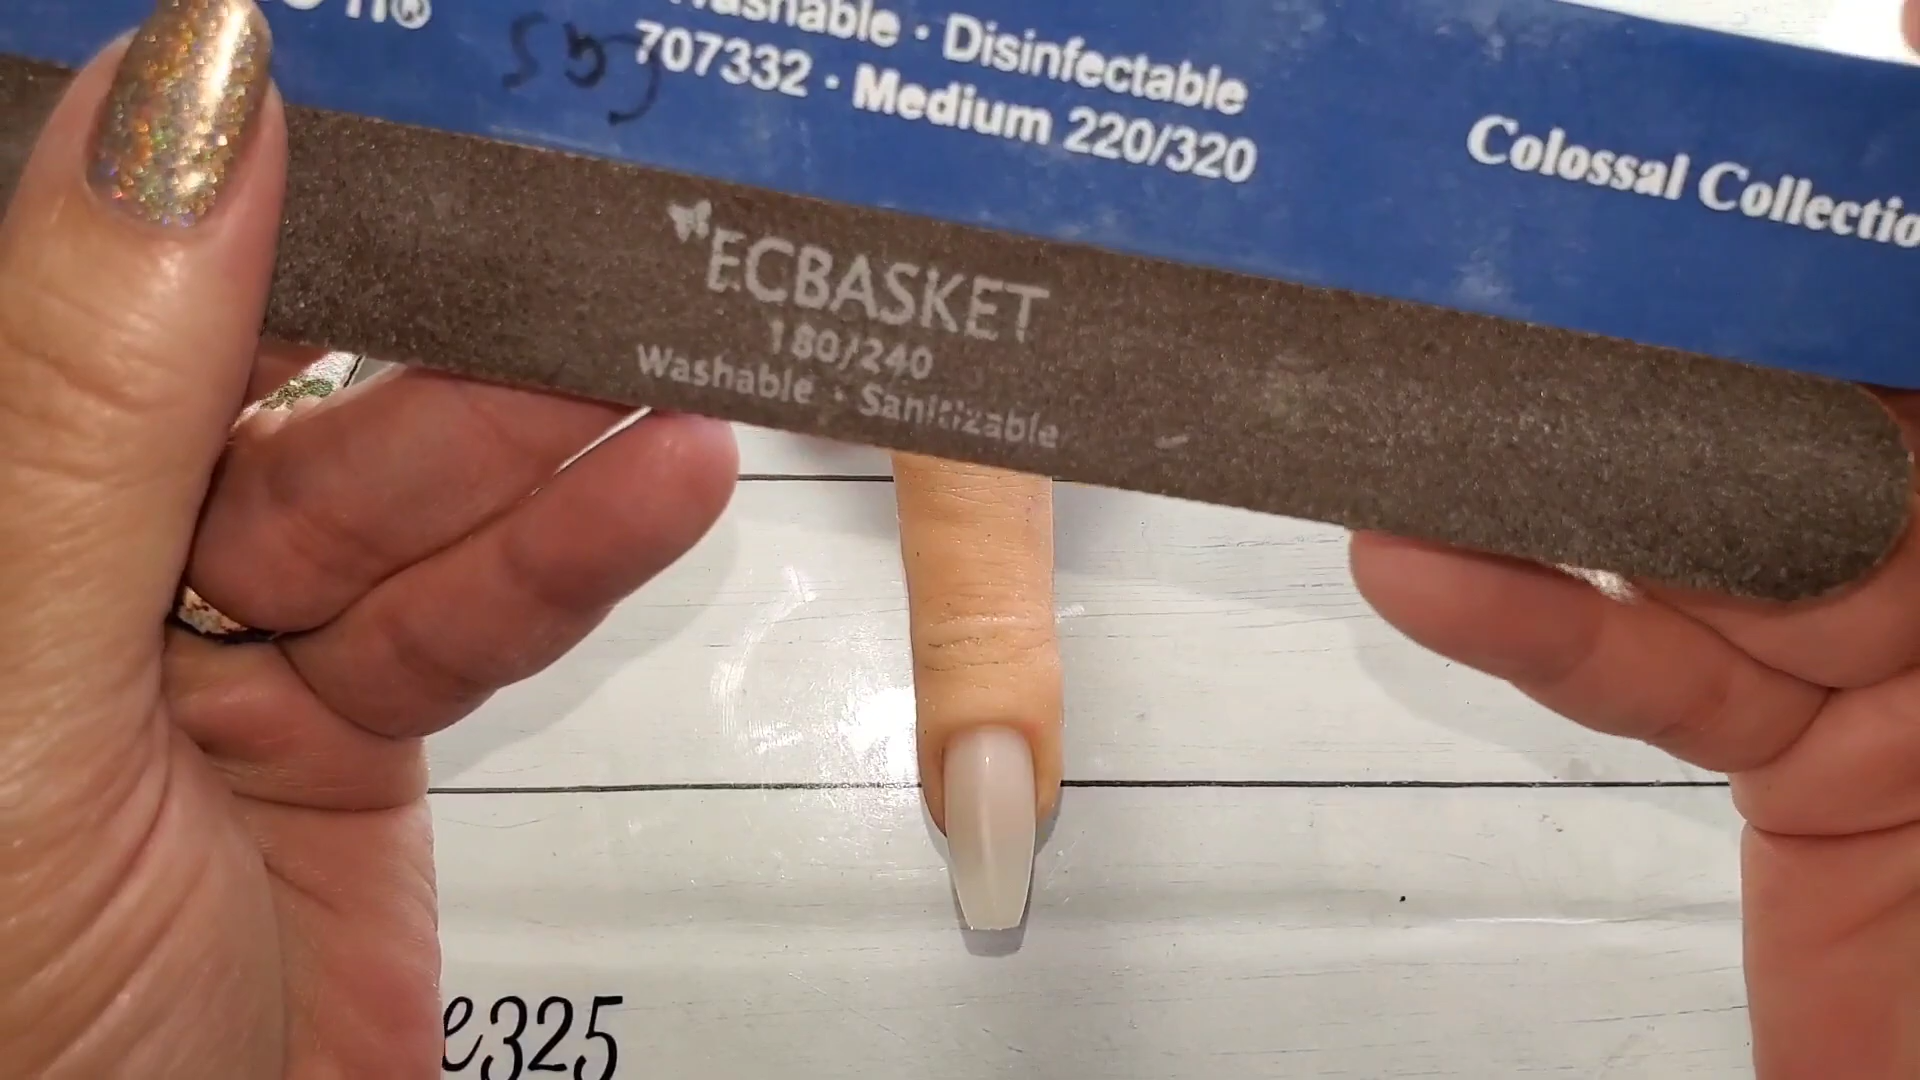 Washable · Disinfectable
707332 · Medium 220/320
Colossal Collectio
ECBASKET
180/240
Washable · Sanitizable
e325